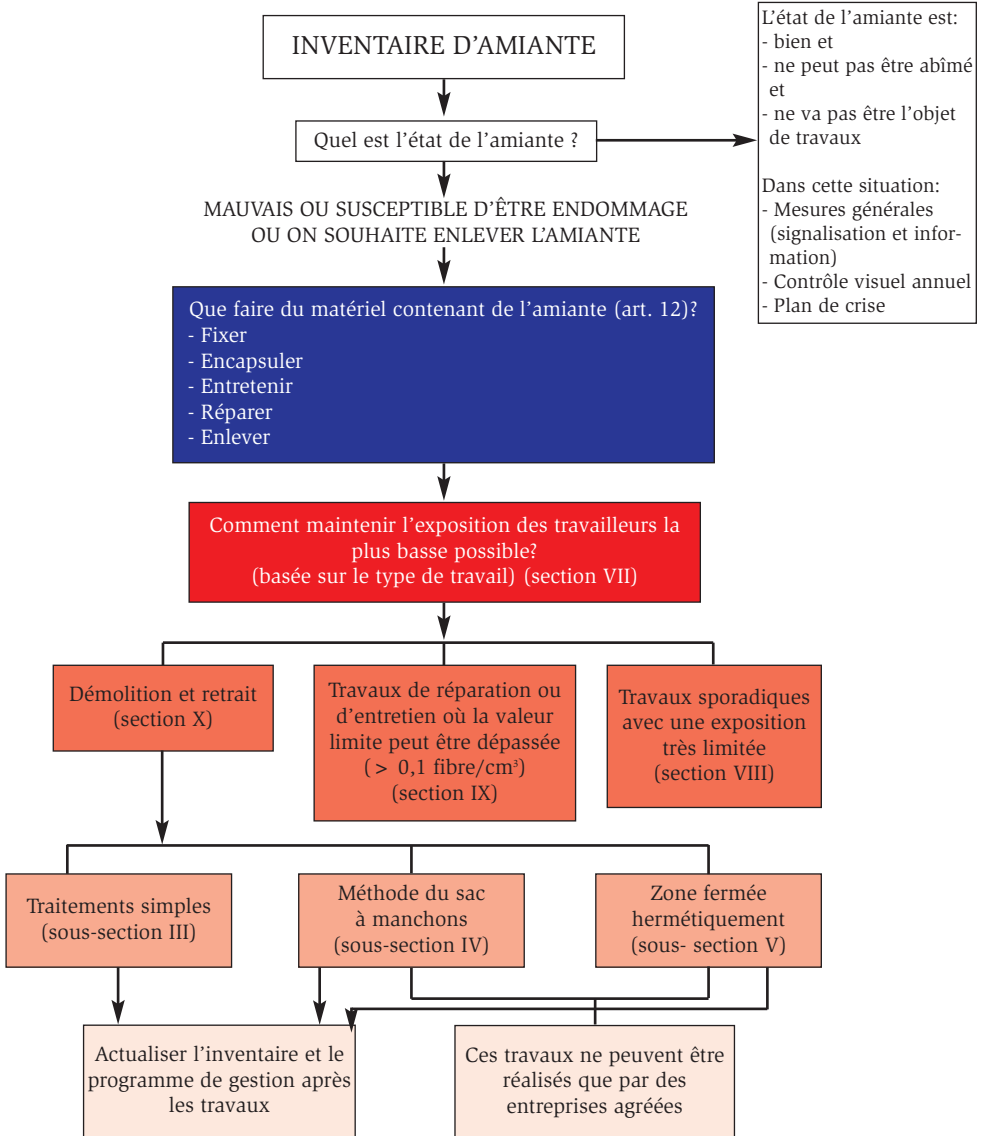 INVENTAIRE D'AMIANTE
Quel est l'état de l'amiante ?
L'état de l'amiante est:
- bien et
- ne peut pas être abîmé
et
- ne va pas être l'objet
de travaux
Dans cette situation:
- Mesures générales
(signalisation et infor-
mation)
- Contrôle visuel annuel
- Plan de crise
MAUVAIS OU SUSCEPTIBLE D'ÊTRE ENDOMMAGE
OU ON SOUHAITE ENLEVER L'AMIANTE
Que faire du matériel contenant de l'amiante (art. 12)?
- Fixer
- Encapsuler
- Entretenir
- Réparer
- Enlever
Comment maintenir l'exposition des travailleurs la
plus basse possible?
(basée sur le type de travail) (section VII)
Démolition et retrait
(section X)
Travaux de réparation ou
d'entretien où la valeur
limite peut être dépassée
( > 0,1 fibre/cm³)
(section IX)
Travaux sporadiques
avec une exposition
très limitée
(section VIII)
Traitements simples
(sous-section III)
Méthode du sac
à manchons
(sous-section IV)
Zone fermée
hermétiquement
(sous- section V)
Actualiser l'inventaire et le
programme de gestion après
les travaux
Ces travaux ne peuvent être
réalisés que par des
entreprises agréées